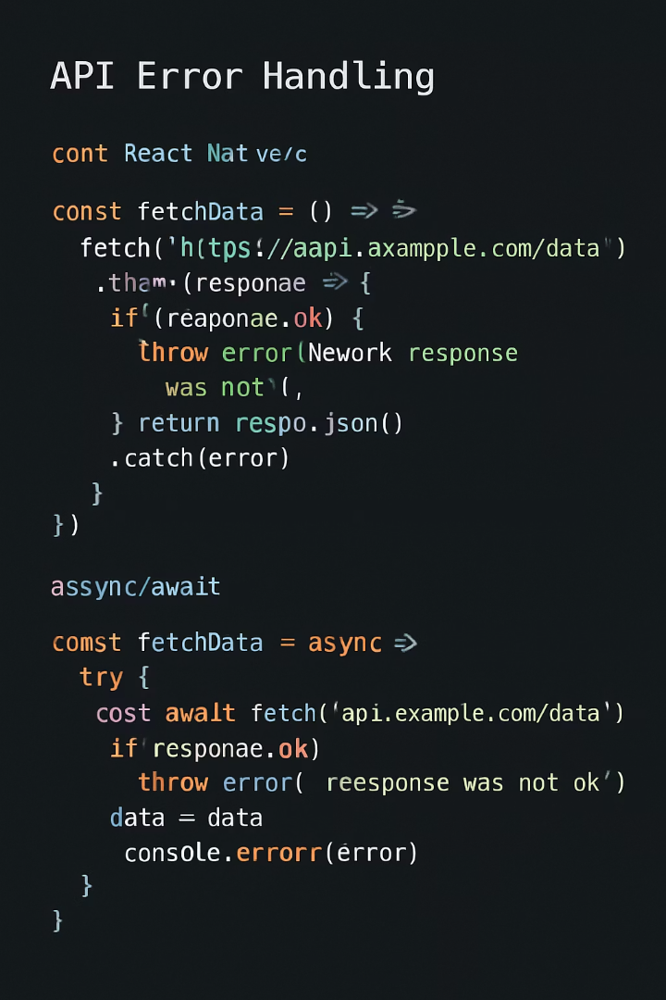 API Error Handling
cont React Nat ve/c
const fetchData = () => =>
fetch('h(tps://aapi.axampple.com/data")
.tham·(responae => {
if'(reaponae.ok) {
throw error(Nework response
was not'(,
} return respo.json()
.catch(error)
}
})
assync/await
comst fetchData = async =>
try {
cost awalt fetch('api.example.com/data')
if'responae.ok)
throw error( reesponse was not ok')
data = data
consOle.errorr(error)
}
}